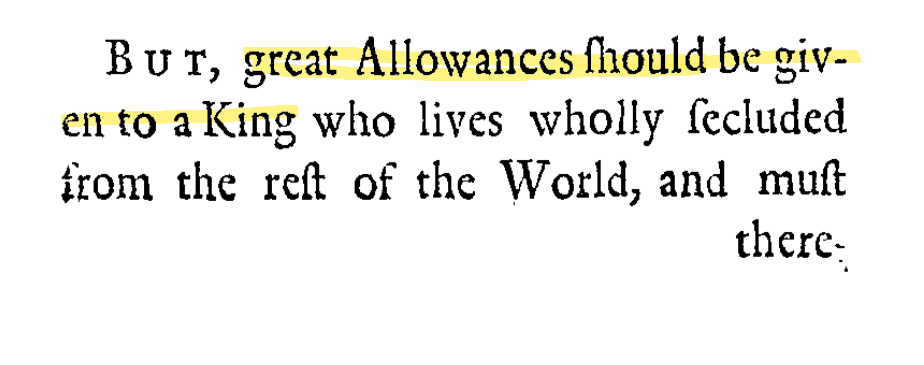 BUT, great Allowances ſhould be giv-
en to a King who lives wholly ſecluded
from the reſt of the World, and muſt
there-